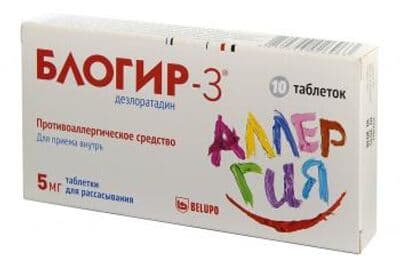 БЛОГИР-3®
дезлоратадин
10 таблеток
Противоаллергическое средство
Для приема внутрь
АЛЛЕР
ГИЯ
5 мг
таблетки
для рассасывания
BELUPO